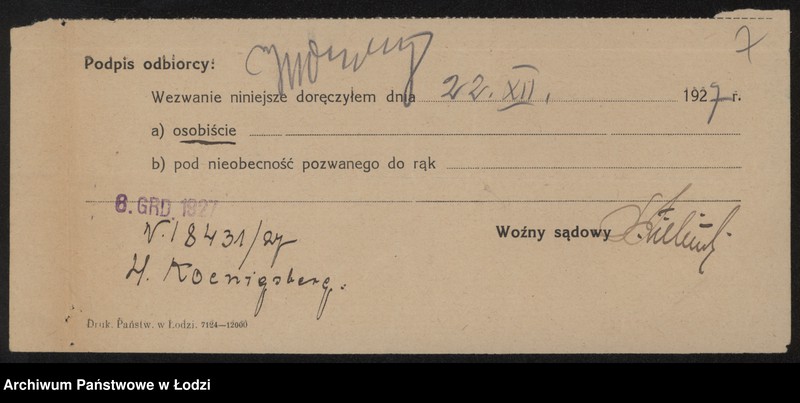 7
Podpis odbiorcy:
Wezwanie niniejsze doręczyłem dnia 22. XII. 1927 r.
a) osobiście
b) pod nieobecność pozwanego do rąk
6. GRD. 1927
Woźny sądowy
N. 18431/27
H. Koenigsberg.
Druk. Państw. w Łodzi. 7124—12000
Archiwum Państwowe w Łodzi